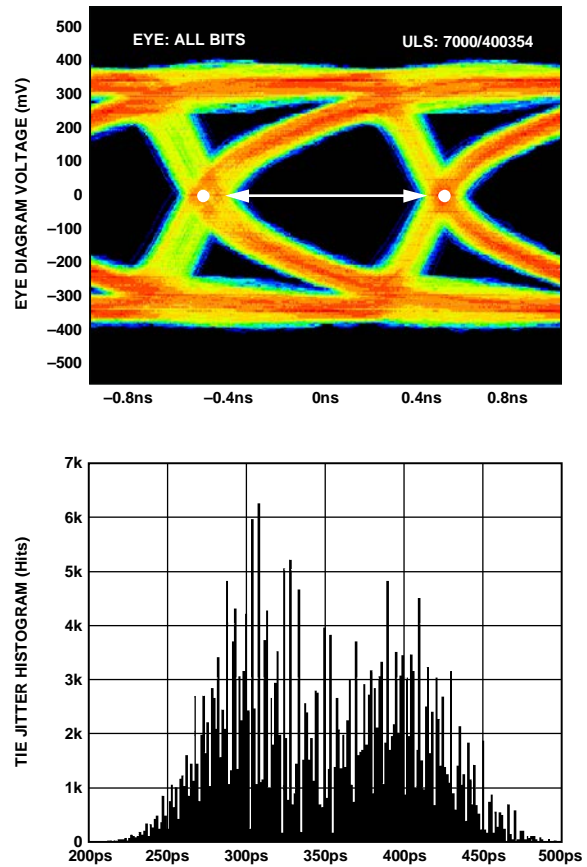 EYE: ALL BITS
ULS: 7000/400354
EYE DIAGRAM VOLTAGE (mV)
500
400
300
200
100
0
–100
–200
–300
–400
–500
–0.8ns
–0.4ns
0ns
0.4ns
0.8ns
TIE JITTER HISTOGRAM (Hits)
7k
6k
5k
4k
3k
2k
1k
0
200ps
250ps
300ps
350ps
400ps
450ps
500ps